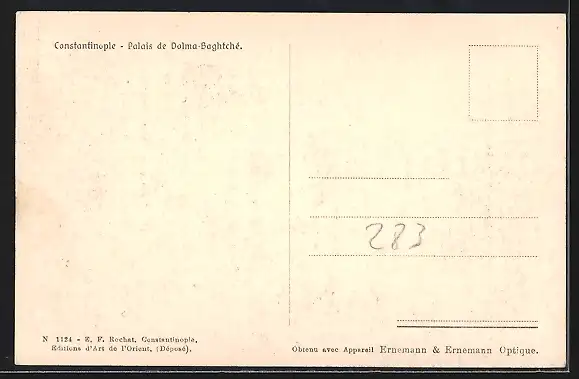 Constantinople - Palais de Dolma-Baghtché.
283
N 1124 - E. F. Rochat, Constantinople,
Editions d'Art de l'Orient, (Déposé).
Obtenu avec Appareil Ernemann & Ernemann Optique.